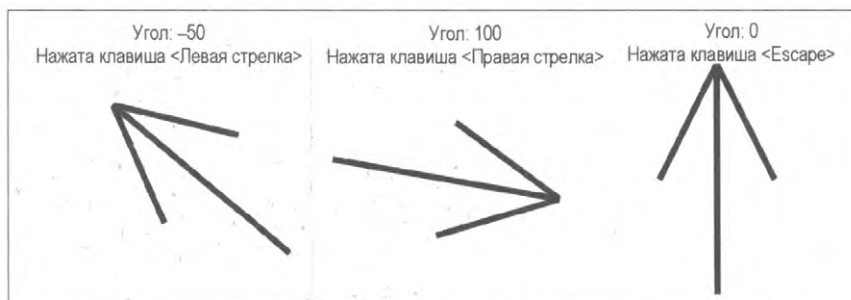 Угол: –50
Нажата клавиша <Левая стрелка>
Угол: 100
Нажата клавиша <Правая стрелка>
Угол: 0
Нажата клавиша <Escape>